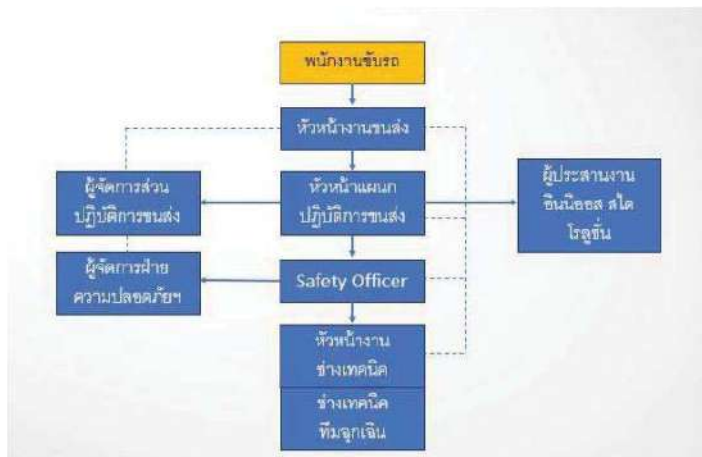 พนักงานขับรถ
หัวหน้างานขนส่ง
ผู้จัดการส่วน
ปฏิบัติการขนส่ง
หัวหน้าแผนก
ปฏิบัติการขนส่ง
ผู้ประสานงาน
อินนีออส สไต
โรลูชั่น
ผู้จัดการฝ่าย
ความปลอดภัยฯ
Safety Officer
หัวหน้างาน
ช่างเทคนิค
ช่างเทคนิค
ทีมฉุกเฉิน